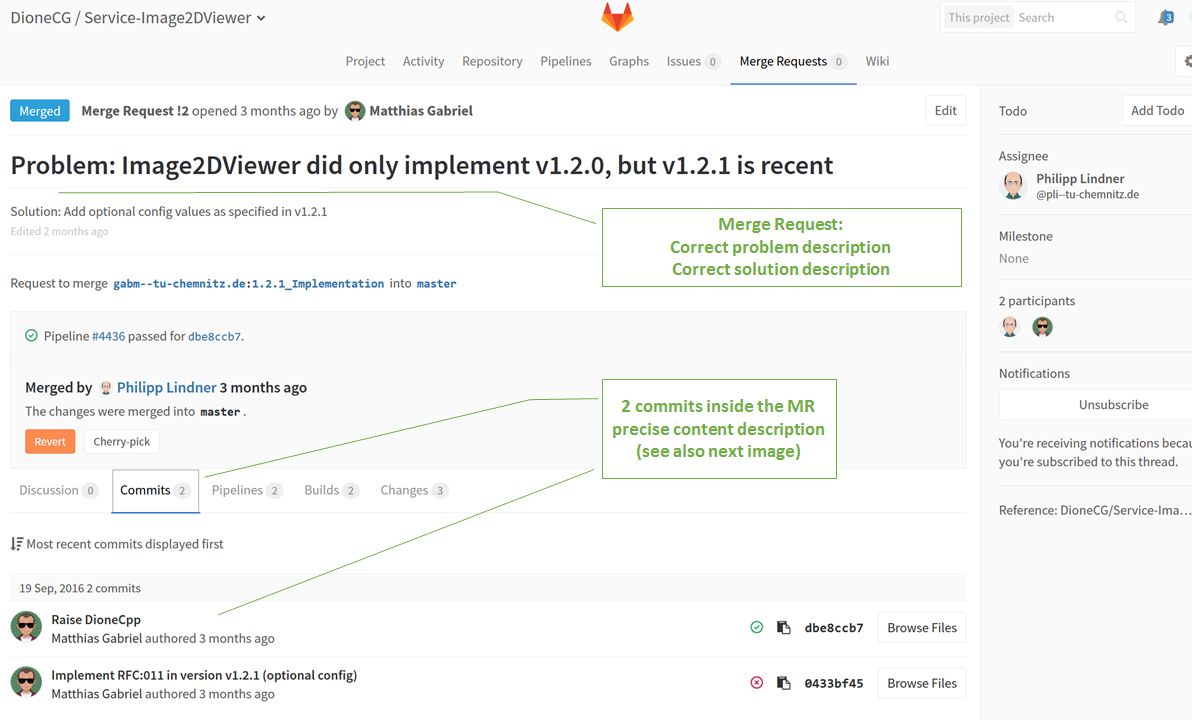 DioneCG / Service-Image2DViewer
This project Search
3
Project Activity Repository Pipelines Graphs Issues 0 Merge Requests 0 Wiki
Merged Merge Request !2 opened 3 months ago by Matthias Gabriel Edit
Problem: Image2DViewer did only implement v1.2.0, but v1.2.1 is recent
Solution: Add optional config values as specified in v1.2.1
Edited 2 months ago
Merge Request:
Correct problem description
Correct solution description
Request to merge gabm--tu-chemnitz.de:1.2.1_Implementation into master
Pipeline #4436 passed for dbe8ccb7.
Merged by Philipp Lindner 3 months ago
The changes were merged into master .
Revert Cherry-pick
2 commits inside the MR
precise content description
(see also next image)
Discussion 0 Commits 2 Pipelines 2 Builds 2 Changes 3
Most recent commits displayed first
19 Sep, 2016 2 commits
Raise DioneCpp
Matthias Gabriel authored 3 months ago
dbe8ccb7 Browse Files
Implement RFC:011 in version v1.2.1 (optional config)
Matthias Gabriel authored 3 months ago
0433bf45 Browse Files
Todo Add Todo
Assignee
Philipp Lindner
@pli--tu-chemnitz.de
Milestone
None
2 participants
Notifications
Unsubscribe
You're receiving notifications becau
you're subscribed to this thread.
Reference: DioneCG/Service-Ima...